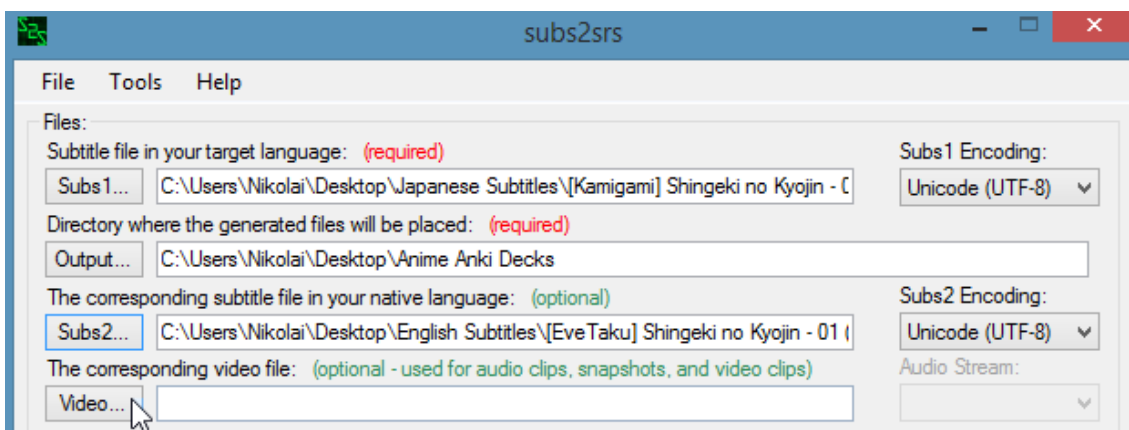 S2S
subs2srs
File Tools Help
Files:
Subtitle file in your target language: (required) Subs1 Encoding:
Subs1... C:\Users\Nikolai\Desktop\Japanese Subtitles\[Kamigami] Shingeki no Kyojin - Unicode (UTF-8)
Directory where the generated files will be placed: (required)
Output... C:\Users\Nikolai\Desktop\Anime Anki Decks
The corresponding subtitle file in your native language: (optional) Subs2 Encoding:
Subs2... C:\Users\Nikolai\Desktop\English Subtitles\[EveTaku] Shingeki no Kyojin - 01 ( Unicode (UTF-8)
The corresponding video file: (optional - used for audio clips, snapshots, and video clips) Audio Stream:
Video...